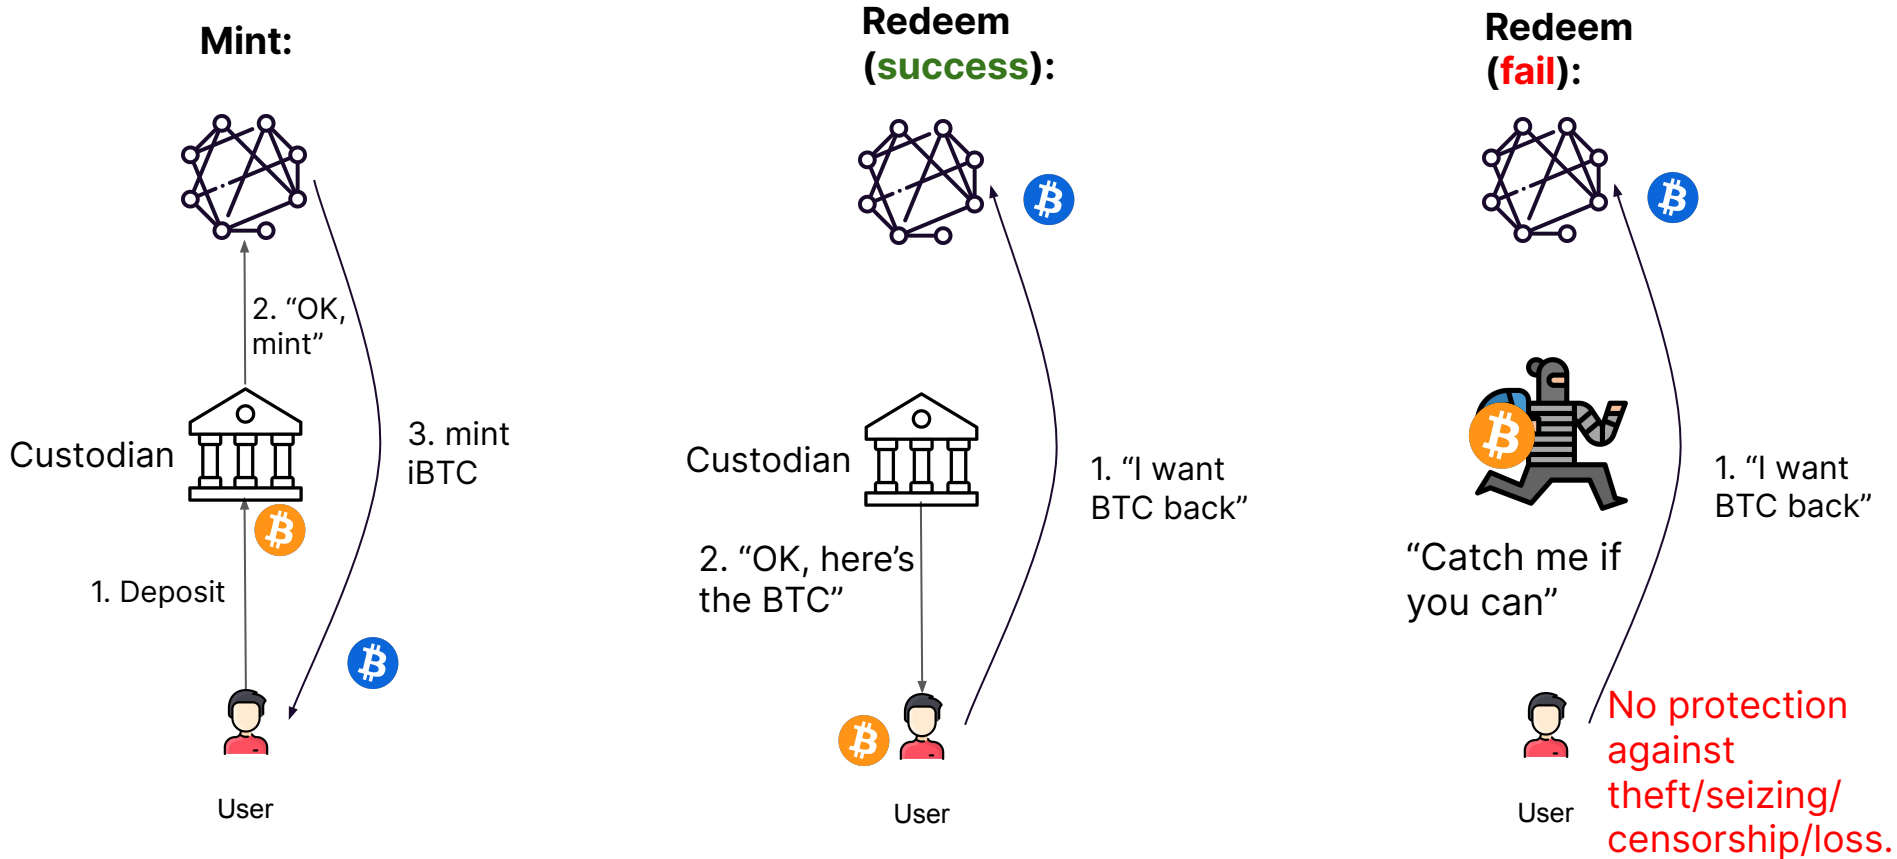 Mint:
2. “OK,
mint”
Custodian
3. mint
iBTC
1. Deposit
User
Redeem
(success):
Custodian
1. “I want
BTC back”
2. “OK, here’s
the BTC”
User
Redeem
(fail):
1. “I want
BTC back”
“Catch me if
you can”
No protection
against
theft/seizing/
censorship/loss.
User